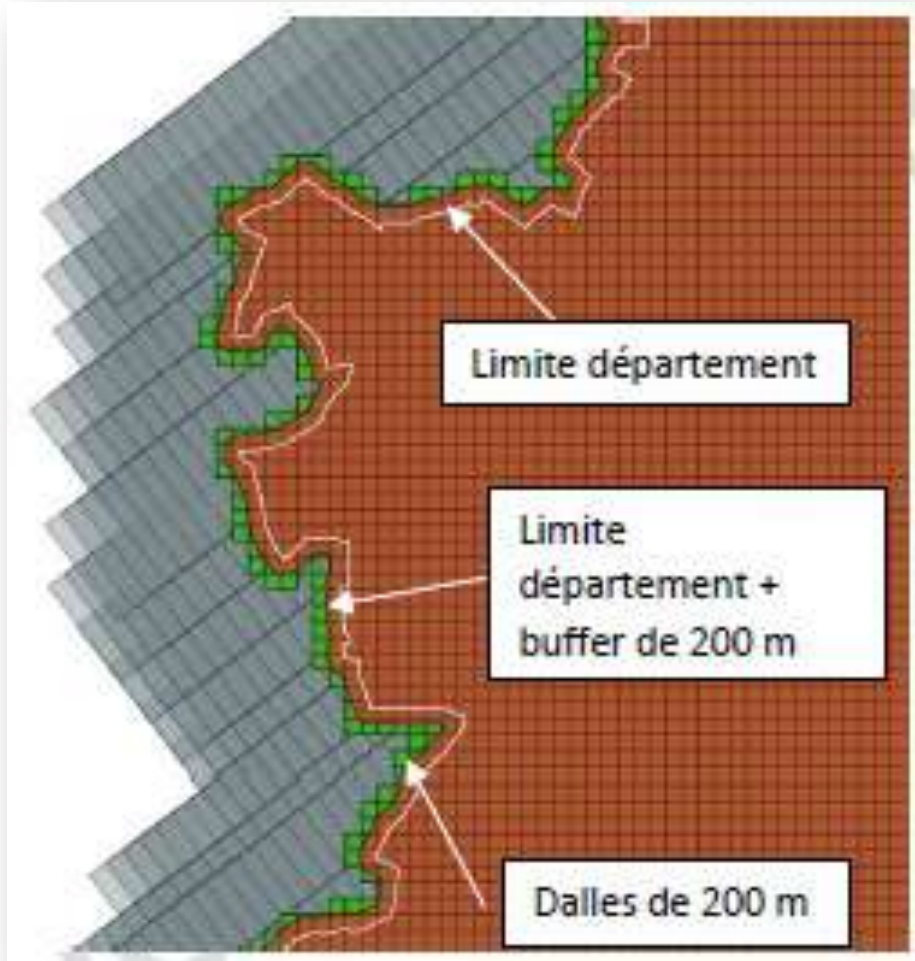 Limite département
Limite
département +
buffer de 200 m
Dalles de 200 m